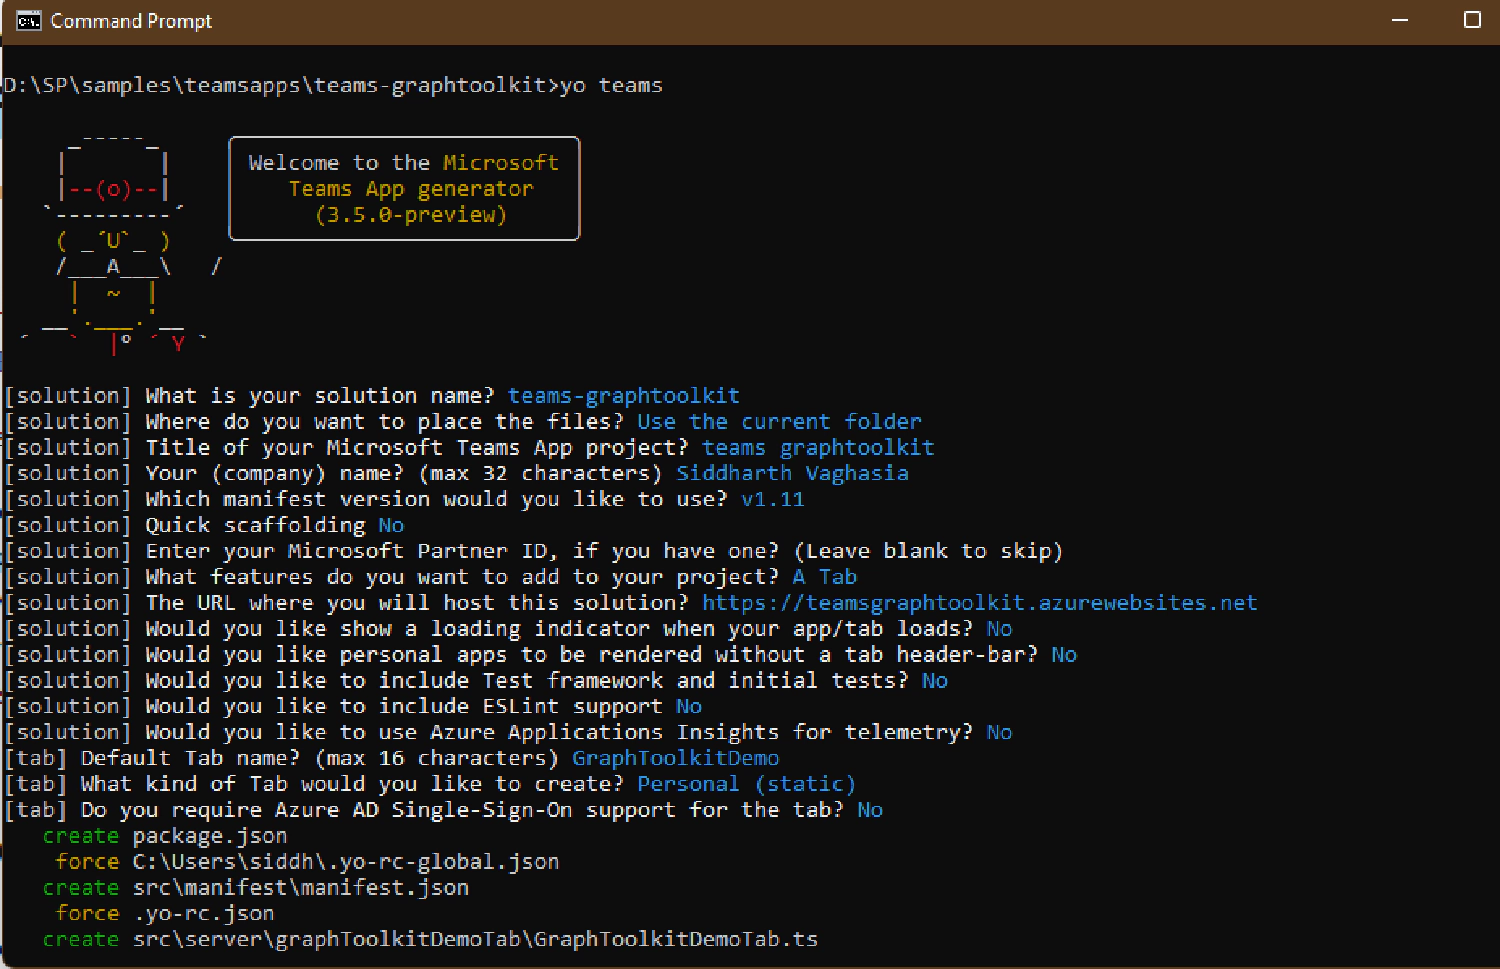 Command Prompt
D:\SP\samples\teamsapps\teams-graphtoolkit>yo teams
Welcome to the Microsoft
Teams App generator
(3.5.0-preview)
[solution] What is your solution name? teams-graphtoolkit
[solution] Where do you want to place the files? Use the current folder
[solution] Title of your Microsoft Teams App project? teams graphtoolkit
[solution] Your (company) name? (max 32 characters) Siddharth Vaghasia
[solution] Which manifest version would you like to use? v1.11
[solution] Quick scaffolding No
[solution] Enter your Microsoft Partner ID, if you have one? (Leave blank to skip)
[solution] What features do you want to add to your project? A Tab
[solution] The URL where you will host this solution? https://teamsgraphtoolkit.azurewebsites.net
[solution] Would you like show a loading indicator when your app/tab loads? No
[solution] Would you like personal apps to be rendered without a tab header-bar? No
[solution] Would you like to include Test framework and initial tests? No
[solution] Would you like to include ESLint support No
[solution] Would you like to use Azure Applications Insights for telemetry? No
[tab] Default Tab name? (max 16 characters) GraphToolkitDemo
[tab] What kind of Tab would you like to create? Personal (static)
[tab] Do you require Azure AD Single-Sign-On support for the tab? No
create package.json
force C:\Users\siddh\.yo-rc-global.json
create src\manifest\manifest.json
force .yo-rc.json
create src\server\graphToolkitDemoTab\GraphToolkitDemoTab.ts